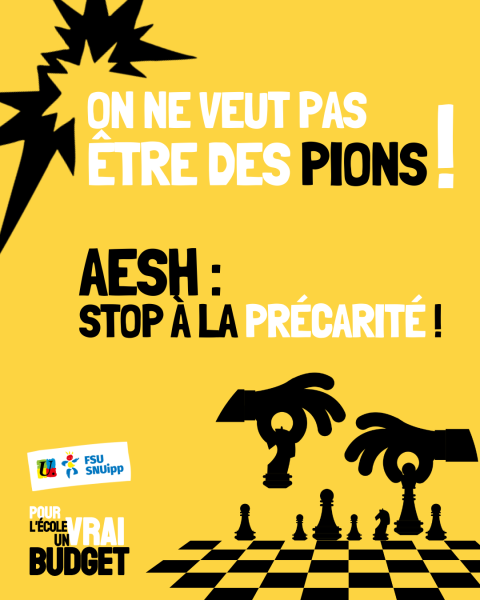 ON NE VEUT PAS
ÊTRE DES PIONS !
AESH :
STOP À LA PRÉCARITÉ !
FSU
SNUipp
POUR
L'ÉCOLE
UN VRAI
BUDGET